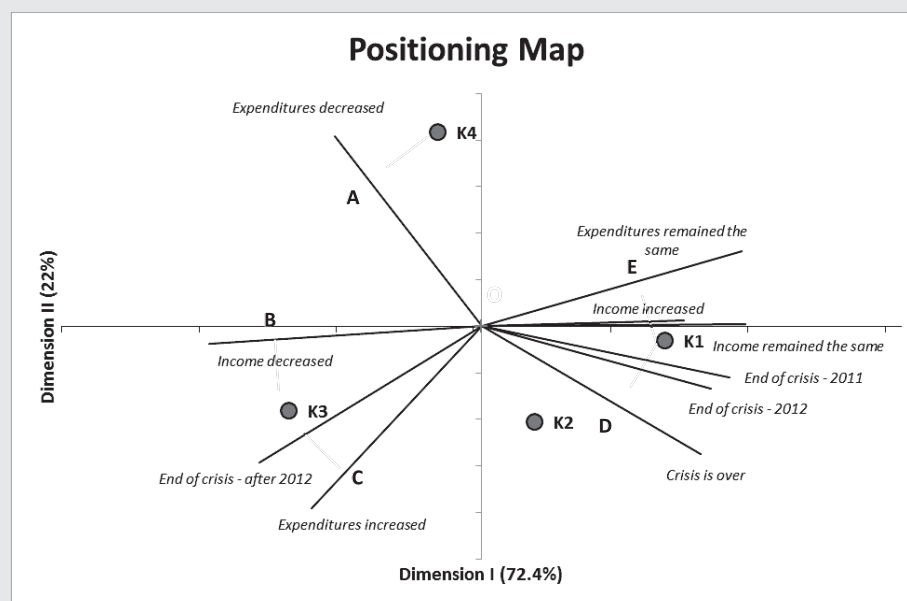 Positioning Map
Expenditures decreased
K4
A
Expenditures remained the
same
E
O
Income increased
B
K1
Income remained the same
Income decreased
End of crisis - 2011
End of crisis - 2012
K3
K2
D
Crisis is over
End of crisis - after 2012
C
Expenditures increased
Dimension II (22%)
Dimension I (72.4%)